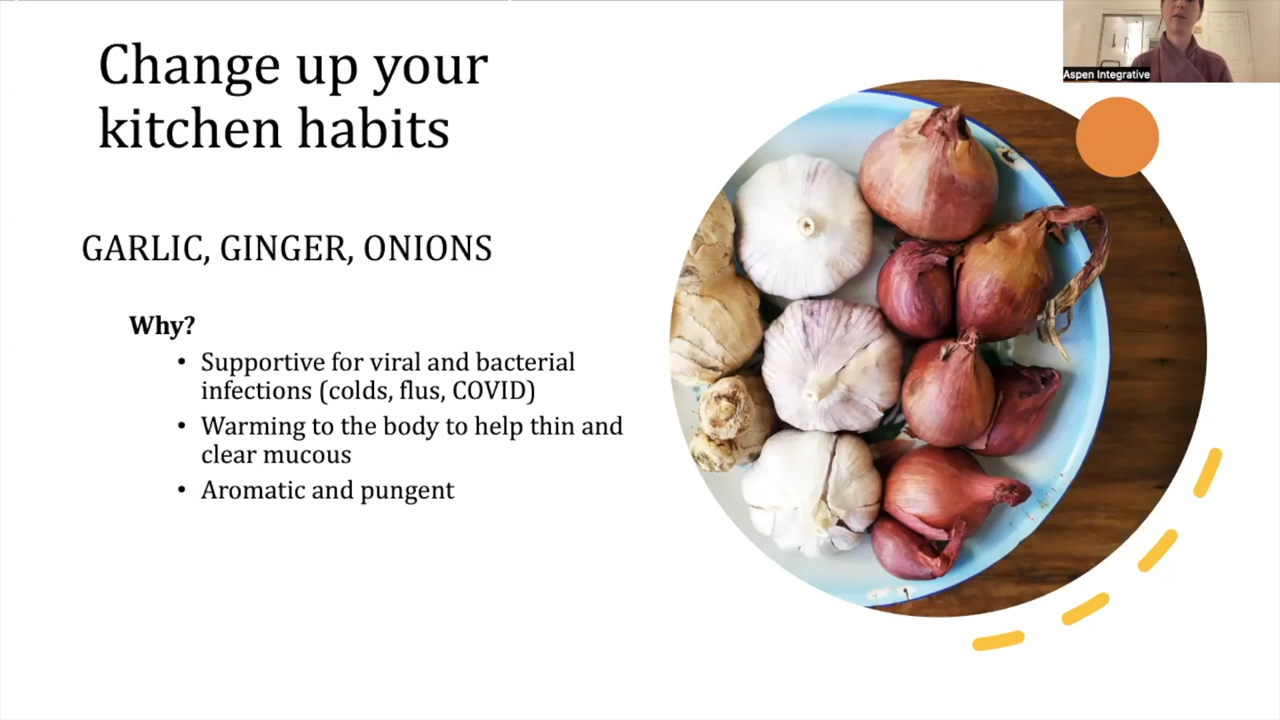 Change up your
kitchen habits
Aspen Integrative
GARLIC, GINGER, ONIONS
Why?
• Supportive for viral and bacterial
infections (colds, flus, COVID)
• Warming to the body to help thin and
clear mucous
• Aromatic and pungent